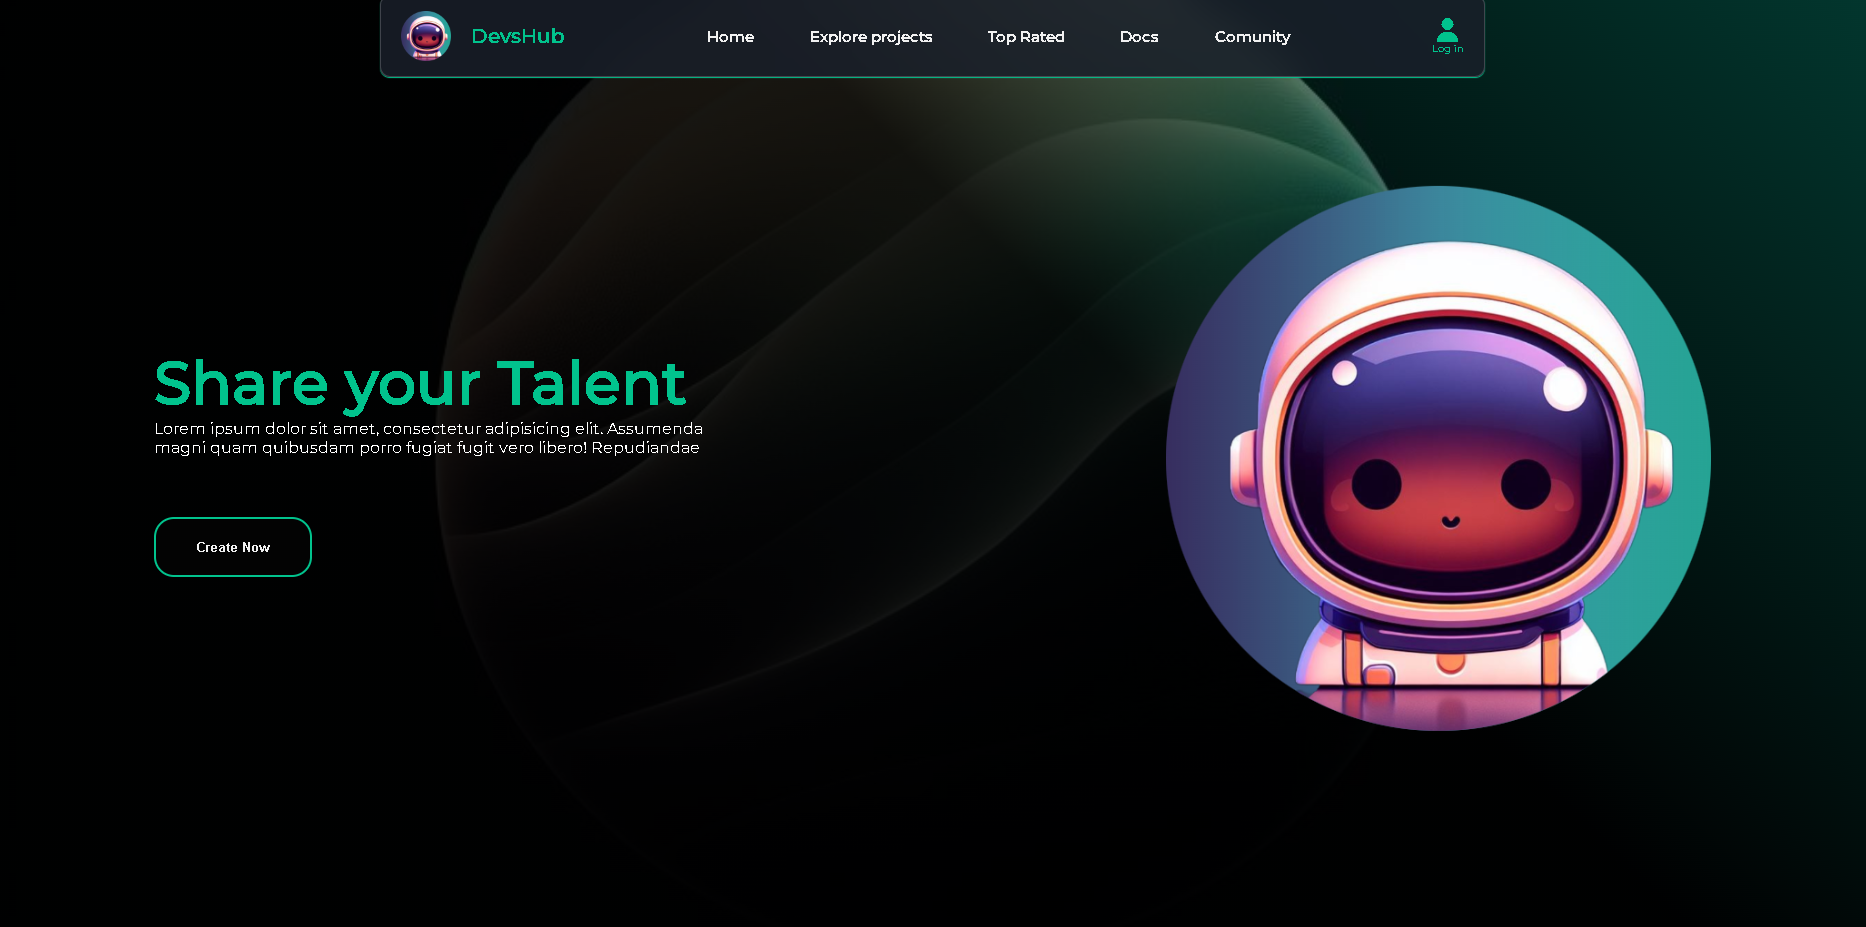 DevsHub
Home
Explore projects
Top Rated
Docs
Comunity
Log in
Share your Talent
Lorem ipsum dolor sit amet, consectetur adipisicing elit. Assumenda
magni quam quibusdam porro fugiat fugit vero libero! Repudiandae
Create Now